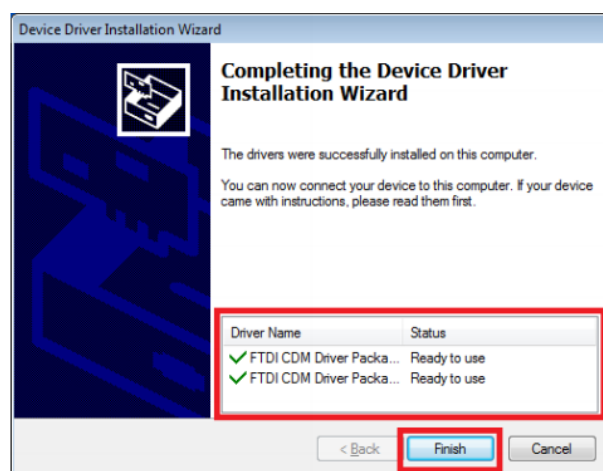 Device Driver Installation Wizard
Completing the Device Driver
Installation Wizard
The drivers were successfully installed on this computer.
You can now connect your device to this computer. If your device
came with instructions, please read them first.
Driver Name Status
FTDI CDM Driver Packa... Ready to use
FTDI CDM Driver Packa... Ready to use
< Back Finish Cancel